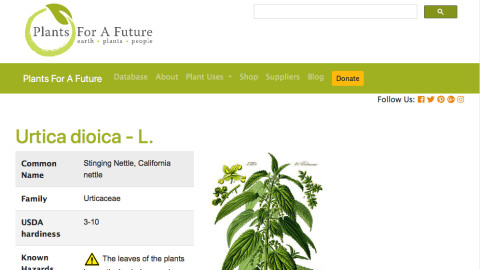 Plants For A Future
earth - plants - people
Plants For A Future Database About Plant Uses Shop Suppliers Blog Donate
Follow Us:
Urtica dioica - L.
Common Name
Stinging Nettle, California nettle
Family
Urticaceae
USDA hardiness
3-10
Known
The leaves of the plants